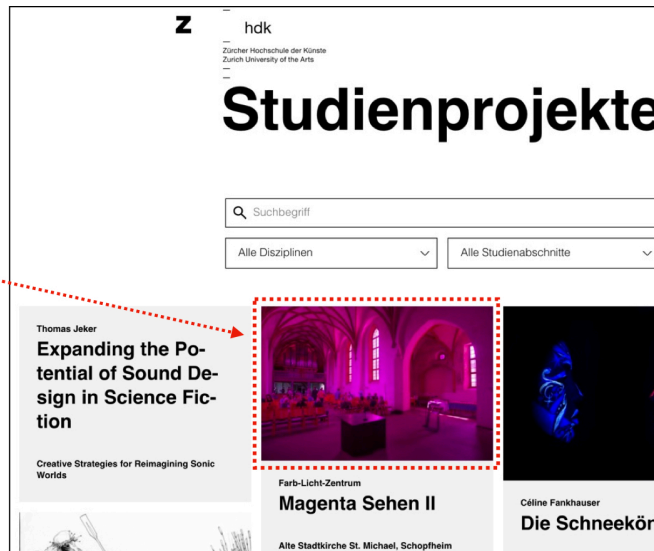 Z
hdk
Zürcher Hochschule der Künste
Zurich University of the Arts
Studienprojekte
Suchbegriff
Alle Disziplinen
Alle Studienabschnitte
Thomas Jeker
Expanding the Po-
tential of Sound De-
sign in Science Fic-
tion
Creative Strategies for Reimagining Sonic
Worlds
Farb-Licht-Zentrum
Magenta Sehen II
Alte Stadtkirche St. Michael, Schopfheim
Céline Fankhauser
Die Schneekön